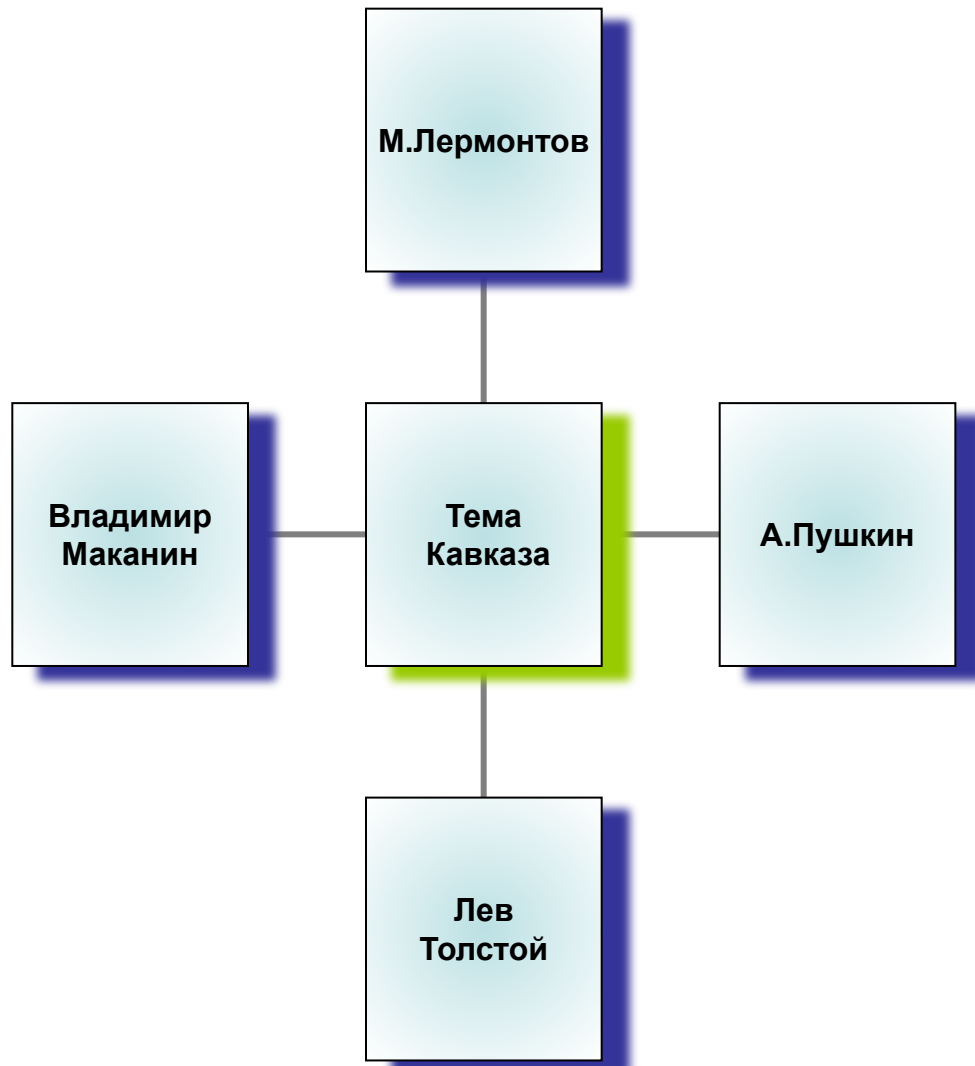 М.Лермонтов
Владимир
Маканин
Тема
Кавказа
А.Пушкин
Лев
Толстой